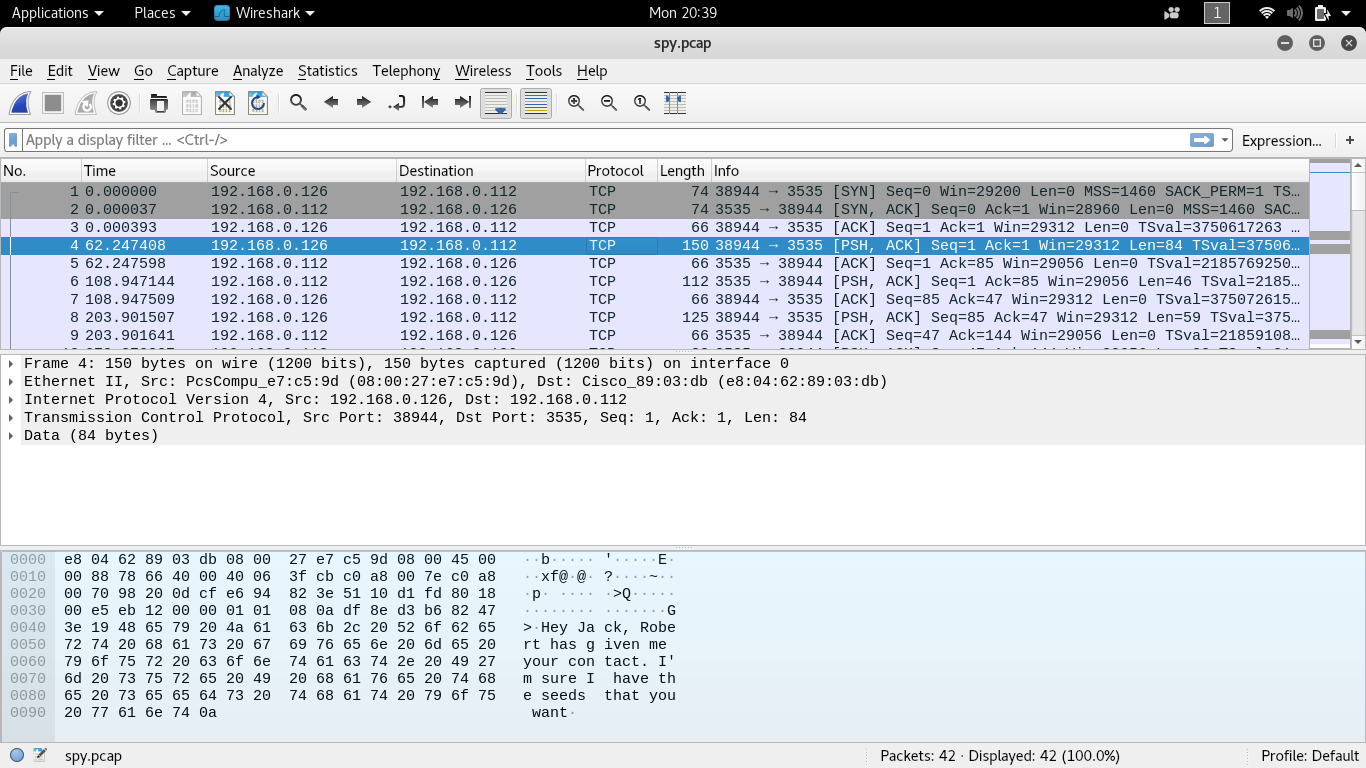 Applications Places Wireshark Mon 20:39 1
spy.pcap
File Edit View Go Capture Analyze Statistics Telephony Wireless Tools Help
Apply a display filter ... <Ctrl-/> Expression... +
No. Time Source Destination Protocol Length Info
1 0.000000 192.168.0.126 192.168.0.112 TCP 74 38944 → 3535 [SYN] Seq=0 Win=29200 Len=0 MSS=1460 SACK_PERM=1 TS…
2 0.000037 192.168.0.112 192.168.0.126 TCP 74 3535 → 38944 [SYN, ACK] Seq=0 Ack=1 Win=28960 Len=0 MSS=1460 SAC…
3 0.000393 192.168.0.126 192.168.0.112 TCP 66 38944 → 3535 [ACK] Seq=1 Ack=1 Win=29312 Len=0 TSval=3750617263 …
4 62.247408 192.168.0.126 192.168.0.112 TCP 150 38944 → 3535 [PSH, ACK] Seq=1 Ack=1 Win=29312 Len=84 TSval=37506…
5 62.247598 192.168.0.112 192.168.0.126 TCP 66 3535 → 38944 [ACK] Seq=1 Ack=85 Win=29056 Len=0 TSval=2185769250…
6 108.947144 192.168.0.112 192.168.0.126 TCP 112 3535 → 38944 [PSH, ACK] Seq=1 Ack=85 Win=29056 Len=46 TSval=2185…
7 108.947509 192.168.0.126 192.168.0.112 TCP 66 38944 → 3535 [ACK] Seq=85 Ack=47 Win=29312 Len=0 TSval=375072615…
8 203.901507 192.168.0.126 192.168.0.112 TCP 125 38944 → 3535 [PSH, ACK] Seq=85 Ack=47 Win=29312 Len=59 TSval=375…
9 203.901641 192.168.0.112 192.168.0.126 TCP 66 3535 → 38944 [ACK] Seq=47 Ack=144 Win=29056 Len=0 TSval=21859108…
Frame 4: 150 bytes on wire (1200 bits), 150 bytes captured (1200 bits) on interface 0
Ethernet II, Src: PcsCompu_e7:c5:9d (08:00:27:e7:c5:9d), Dst: Cisco_89:03:db (e8:04:62:89:03:db)
Internet Protocol Version 4, Src: 192.168.0.126, Dst: 192.168.0.112
Transmission Control Protocol, Src Port: 38944, Dst Port: 3535, Seq: 1, Ack: 1, Len: 84
Data (84 bytes)
0000 e8 04 62 89 03 db 08 00 27 e7 c5 9d 08 00 45 00 ··b····· '·····E·
0010 00 88 78 66 40 00 40 06 3f cb c0 a8 00 7e c0 a8 ··xf@·@· ?····~··
0020 00 70 98 20 0d cf e6 94 82 3e 51 10 d1 fd 80 18 ·p· ···· ·>Q·····
0030 00 e5 eb 12 00 00 01 01 08 0a df 8e d3 b6 82 47 ········ ·······G
0040 3e 19 48 65 79 20 4a 61 63 6b 2c 20 52 6f 62 65 >·Hey Ja ck, Robe
0050 72 74 20 68 61 73 20 67 69 76 65 6e 20 6d 65 20 rt has g iven me
0060 79 6f 75 72 20 63 6f 6e 74 61 63 74 2e 20 49 27 your con tact. I'
0070 6d 20 73 75 72 65 20 49 20 68 61 76 65 20 74 68 m sure I have th
0080 65 20 73 65 65 64 73 20 74 68 61 74 20 79 6f 75 e seeds that you
0090 20 77 61 6e 74 0a want·
spy.pcap Packets: 42 · Displayed: 42 (100.0%) Profile: Default